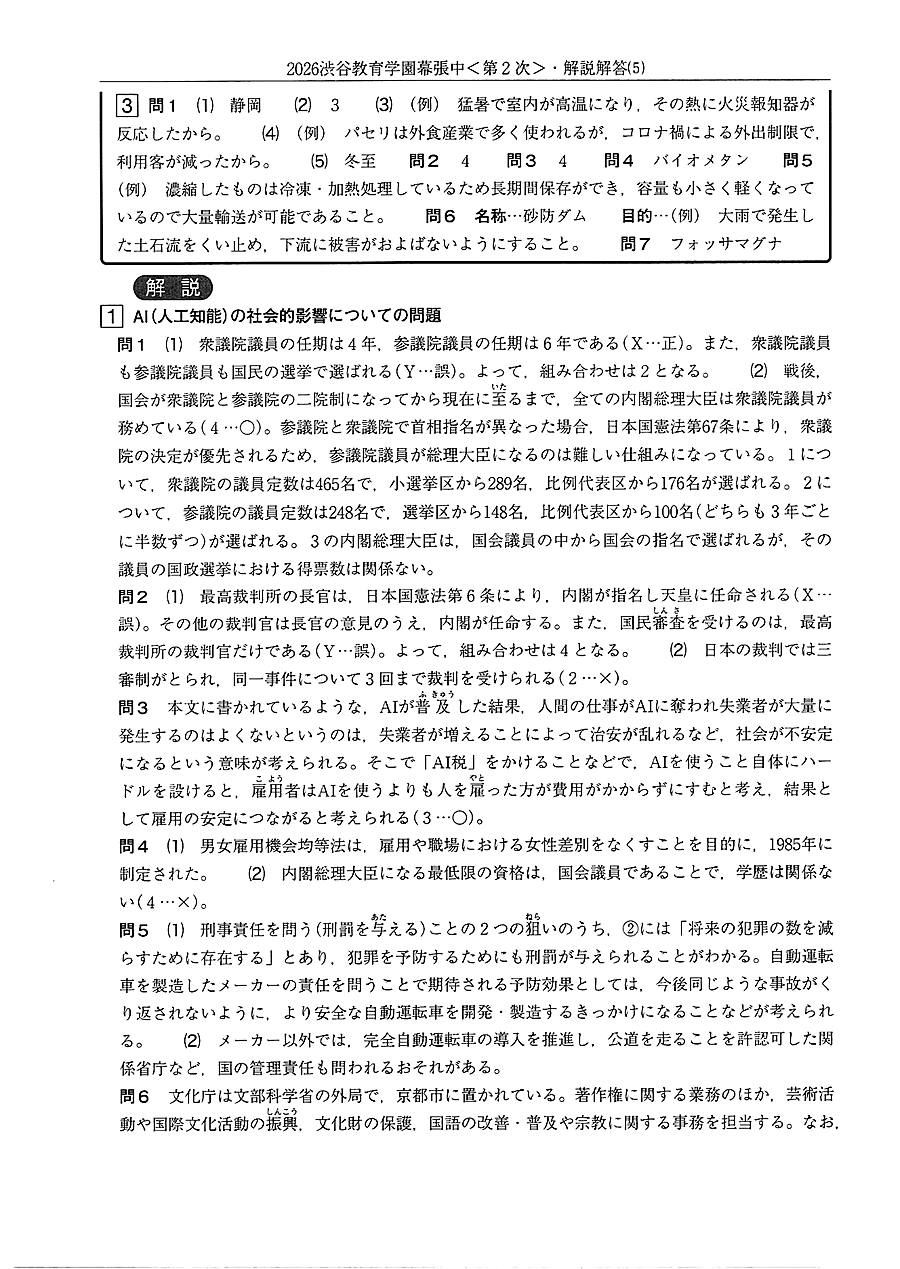 2026渋谷教育学園幕張中＜第２次＞・解説解答(5)
3 問１ (1) 静岡 (2) 3 (3) (例) 猛暑で室内が高温になり，その熱に火災報知器が
反応したから。 (4) (例) パセリは外食産業で多く使われるが，コロナ禍による外出制限で，
利用客が減ったから。 (5) 冬至 問２ 4 問３ 4 問４ バイオメタン 問５
(例) 濃縮したものは冷凍・加熱処理しているため長期間保存ができ，容量も小さく軽くなって
いるので大量輸送が可能であること。 問６ 名称…砂防ダム 目的…(例) 大雨で発生し
た土石流をくい止め，下流に被害がおよばないようにすること。 問７ フォッサマグナ
解説
1 AI(人工知能)の社会的影響についての問題
問１ (1) 衆議院議員の任期は４年，参議院議員の任期は６年である(Ｘ…正)。また，衆議院議員
も参議院議員も国民の選挙で選ばれる(Ｙ…誤)。よって，組み合わせは２となる。 (2) 戦後，
国会が衆議院と参議院の二院制になってから現在に至るまで，全ての内閣総理大臣は衆議院議員が
務めている(４…○)。参議院と衆議院で首相指名が異なった場合，日本国憲法第67条により，衆議
院の決定が優先されるため，参議院議員が総理大臣になるのは難しい仕組みになっている。１につ
いて，衆議院の議員定数は465名で，小選挙区から289名，比例代表区から176名が選ばれる。２に
ついて，参議院の議員定数は248名で，選挙区から148名，比例代表区から100名(どちらも３年ごと
に半数ずつ)が選ばれる。３の内閣総理大臣は，国会議員の中から国会の指名で選ばれるが，その
議員の国政選挙における得票数は関係ない。
問２ (1) 最高裁判所の長官は，日本国憲法第６条により，内閣が指名し天皇に任命される(Ｘ…
誤)。その他の裁判官は長官の意見のうえ，内閣が任命する。また，国民審査を受けるのは，最高
裁判所の裁判官だけである(Ｙ…誤)。よって，組み合わせは４となる。 (2) 日本の裁判では三
審制がとられ，同一事件について３回まで裁判を受けられる(２…×)。
問３ 本文に書かれているような，AIが普及した結果，人間の仕事がAIに奪われ失業者が大量に
発生するのはよくないというのは，失業者が増えることによって治安が乱れるなど，社会が不安定
になるという意味が考えられる。そこで「AI税」をかけることなどで，AIを使うこと自体にハー
ドルを設けると，雇用者はAIを使うよりも人を雇った方が費用がかからずにすむと考え，結果と
して雇用の安定につながると考えられる(３…○)。
問４ (1) 男女雇用機会均等法は，雇用や職場における女性差別をなくすことを目的に，1985年に
制定された。 (2) 内閣総理大臣になる最低限の資格は，国会議員であることで，学歴は関係な
い(４…×)。
問５ (1) 刑事責任を問う(刑罰を与える)ことの２つの狙いのうち，②には「将来の犯罪の数を減
らすために存在する」とあり，犯罪を予防するためにも刑罰が与えられることがわかる。自動運転
車を製造したメーカーの責任を問うことで期待される予防効果としては，今後同じような事故がく
り返されないように，より安全な自動運転車を開発・製造するきっかけになることなどが考えられ
る。 (2) メーカー以外では，完全自動運転車の導入を推進し，公道を走ることを許認可した関
係省庁など，国の管理責任も問われるおそれがある。
問６ 文化庁は文部科学省の外局で，京都市に置かれている。著作権に関する業務のほか，芸術活
動や国際文化活動の振興，文化財の保護，国語の改善・普及や宗教に関する事務を担当する。なお，